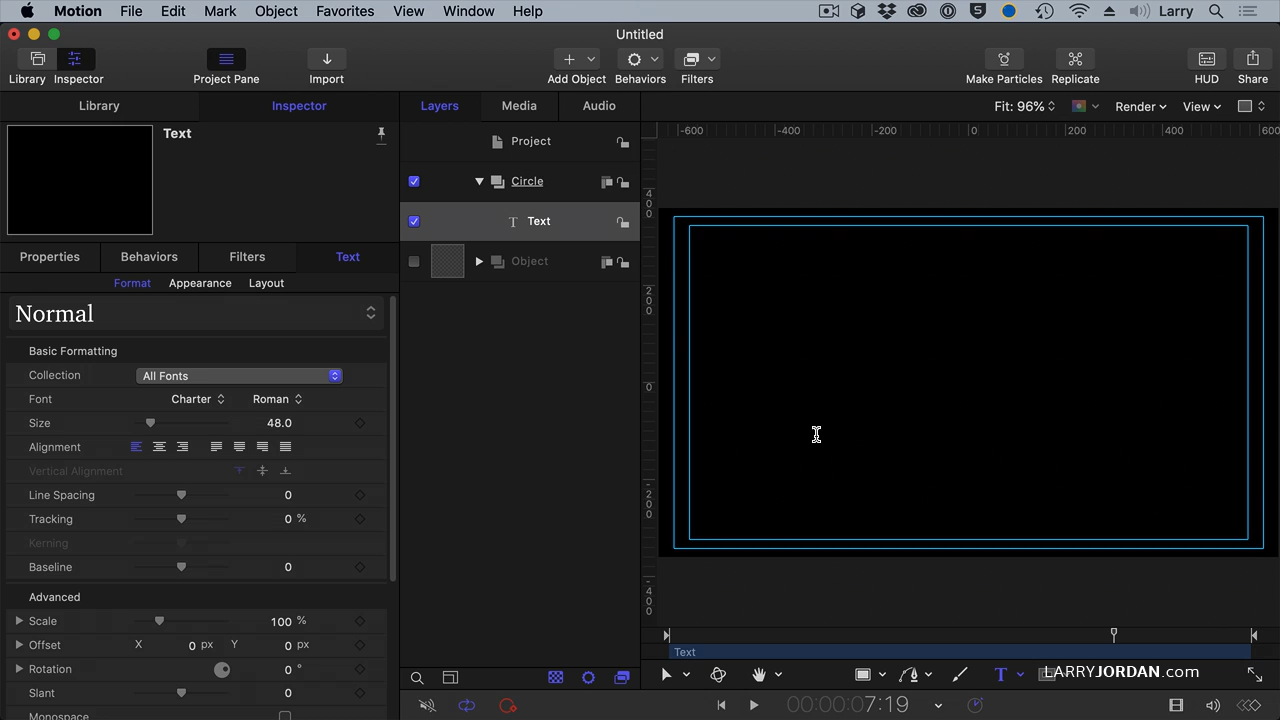 Motion File Edit Mark Object Favorites View Window Help Larry
Untitled
Library Inspector Project Pane Import Add Object Behaviors Filters Make Particles Replicate HUD Share
Library Inspector Layers Media Audio Fit: 96% Render View
-600 -400 -200 0 200 400 600
Text
Project
Circle
Text
Object
Properties Behaviors Filters Text
Format Appearance Layout
Normal
Basic Formatting
Collection All Fonts
Font Charter Roman
Size 48.0
Alignment
Vertical Alignment
Line Spacing 0
Tracking 0 %
Kerning
Baseline 0
Advanced
Scale 100 %
Offset X 0 px Y 0 px
Rotation 0 °
Slant 0
Monospace
400
200
0
-200
-400
Text
T
LARRYJORDAN.com
00:00:07:19